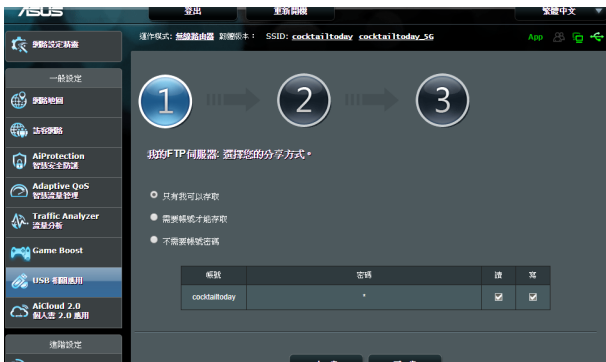 ASUS
登出
重新開機
繁體中文
網路設定精靈
運作模式: 無線路由器 韌體版本: SSID: cocktailtoday cocktailtoday_5G
App
一般設定
網路地圖
訪客網路
AiProtection
智慧安全防護
Adaptive QoS
智慧流量管理
Traffic Analyzer
流量分析
Game Boost
USB 相關應用
AiCloud 2.0
個人雲 2.0 應用
進階設定
1
2
3
我的FTP伺服器: 選擇您的分享方式。
只有我可以存取
需要帳號才能存取
不需要帳號密碼
帳號 密碼 讀 寫
cocktailtoday *